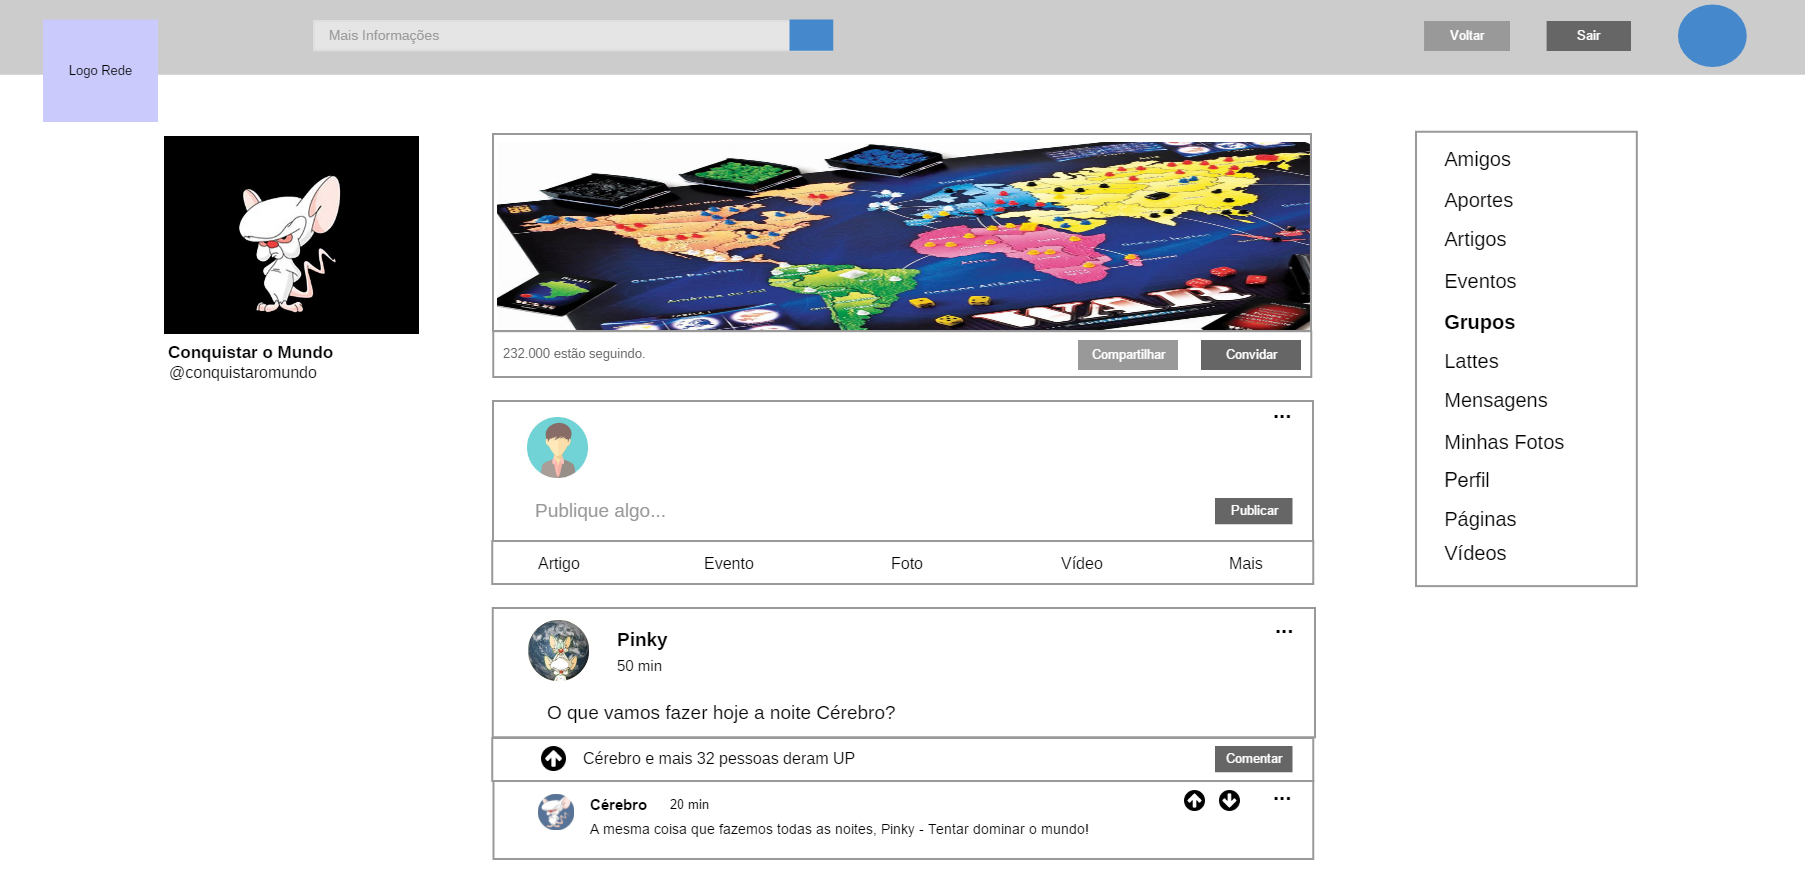 Mais Informações
Voltar
Sair
Logo Rede
Conquistar o Mundo
@conquistaromundo
WAR
232.000 estão seguindo.
Compartilhar
Convidar
...
Publique algo...
Publicar
Artigo
Evento
Foto
Vídeo
Mais
Pinky
...
50 min
O que vamos fazer hoje a noite Cérebro?
Cérebro e mais 32 pessoas deram UP
Comentar
Cérebro 20 min
...
A mesma coisa que fazemos todas as noites, Pinky - Tentar dominar o mundo!
Amigos
Aportes
Artigos
Eventos
Grupos
Lattes
Mensagens
Minhas Fotos
Perfil
Páginas
Vídeos